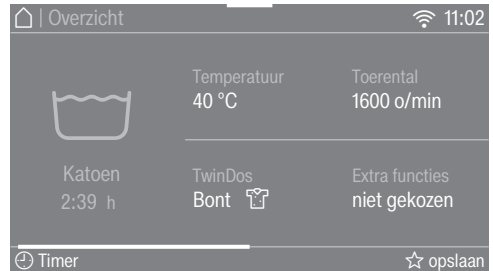 | Overzicht
11:02
Temperatuur
40 °C
Toerental
1600 o/min
Katoen
2:39 h
TwinDos
Bont
Extra functies
niet gekozen
Timer
opslaan